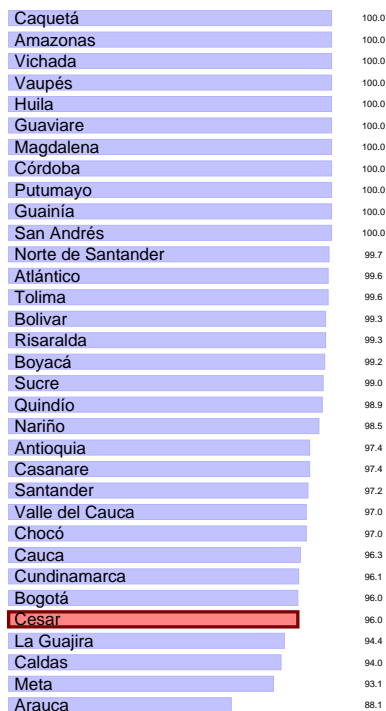 Caquetá 100.0
Amazonas 100.0
Vichada 100.0
Vaupés 100.0
Huila 100.0
Guaviare 100.0
Magdalena 100.0
Córdoba 100.0
Putumayo 100.0
Guainía 100.0
San Andrés 100.0
Norte de Santander 99.7
Atlántico 99.6
Tolima 99.6
Bolivar 99.3
Risaralda 99.3
Boyacá 99.2
Sucre 99.0
Quindío 98.9
Nariño 98.5
Antioquia 97.4
Casanare 97.4
Santander 97.2
Valle del Cauca 97.0
Chocó 97.0
Cauca 96.3
Cundinamarca 96.1
Bogotá 96.0
Cesar 96.0
La Guajira 94.4
Caldas 94.0
Meta 93.1
Arauca 88.1